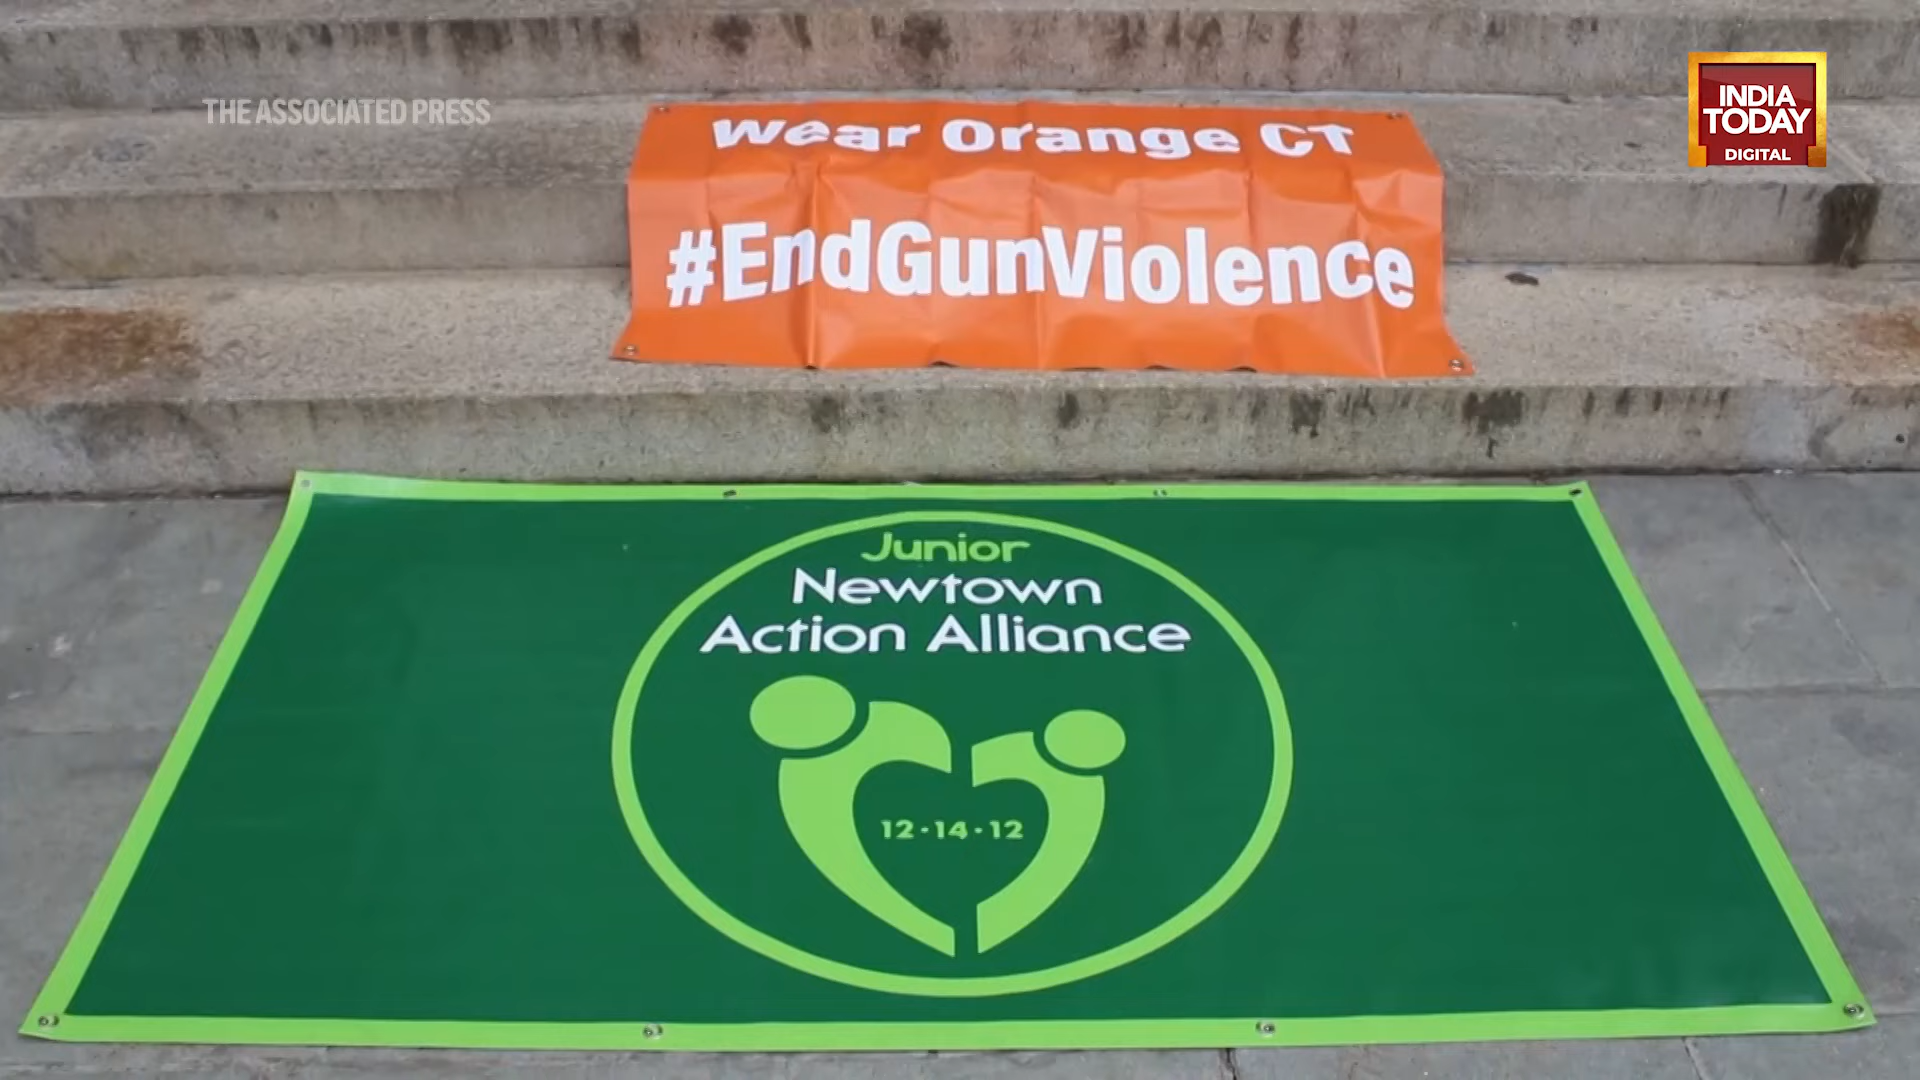 THE ASSOCIATED PRESS
INDIA
TODAY
DIGITAL
Wear Orange CT
#EndGunViolence
Junior
Newtown
Action Alliance
12·14·12